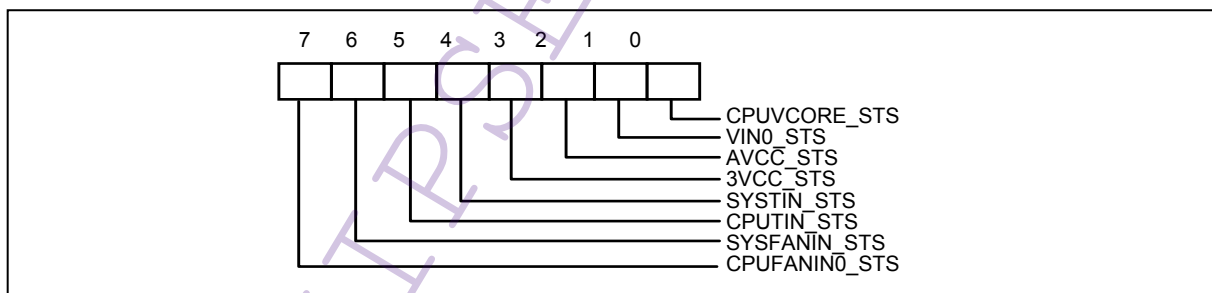 7 6 5 4 3 2 1 0
CPUVCORE_STS
VIN0_STS
AVCC_STS
3VCC_STS
SYSTIN_STS
CPUTIN_STS
SYSFANIN_STS
CPUFANIN0_STS